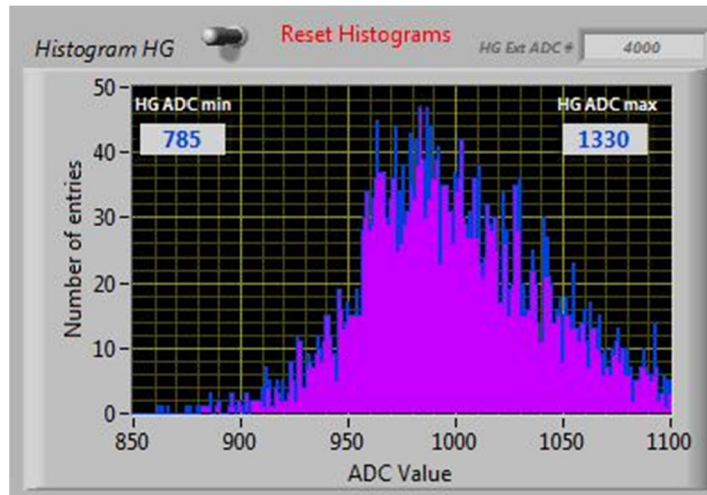 Histogram HG
Reset Histograms
HG Ext ADC #
4000
50
HG ADC min
785
HG ADC max
1330
40
30
20
10
0
Number of entries
850
900
950
1000
1050
1100
ADC Value